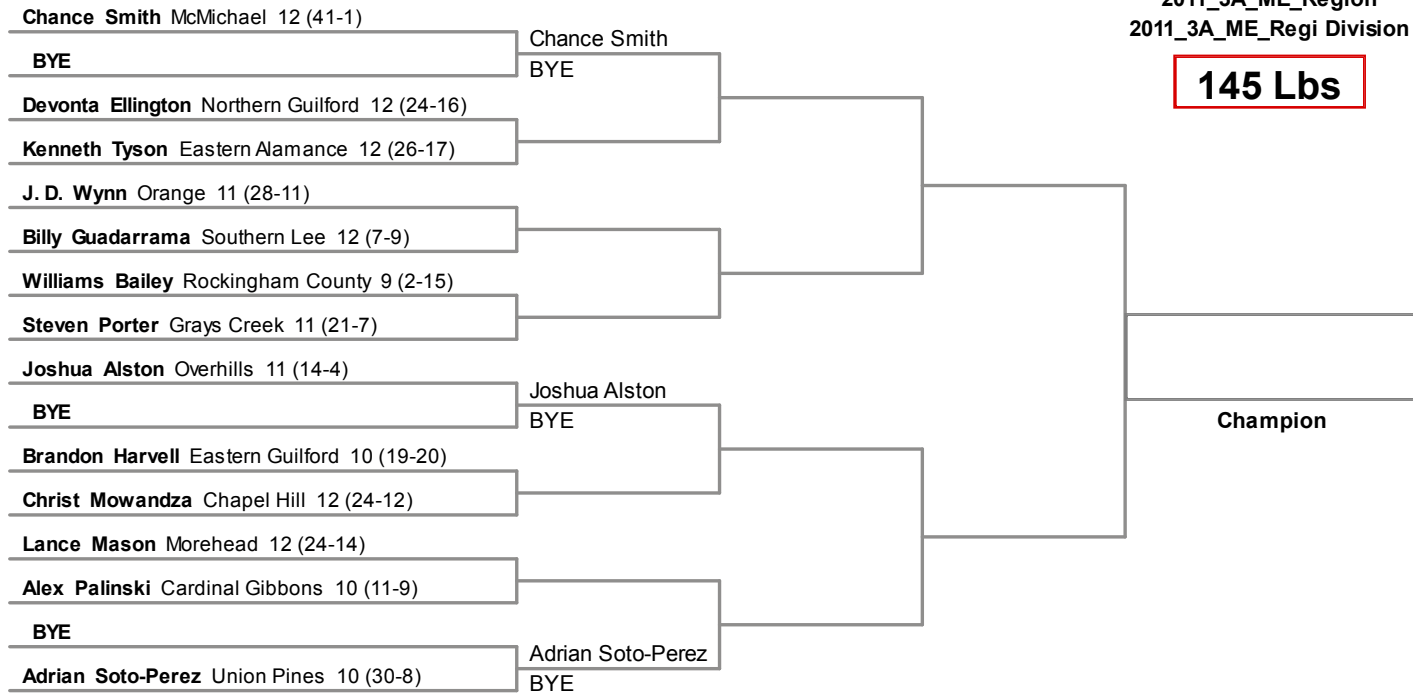 2011_3A_ME_Region
2011_3A_ME_Regi Division
145 Lbs
Chance Smith McMichael 12 (41-1)
BYE
Chance Smith
BYE
Devonta Ellington Northern Guilford 12 (24-16)
Kenneth Tyson Eastern Alamance 12 (26-17)
J. D. Wynn Orange 11 (28-11)
Billy Guadarrama Southern Lee 12 (7-9)
Williams Bailey Rockingham County 9 (2-15)
Steven Porter Grays Creek 11 (21-7)
Joshua Alston Overhills 11 (14-4)
BYE
Joshua Alston
BYE
Champion
Brandon Harvell Eastern Guilford 10 (19-20)
Christ Mowandza Chapel Hill 12 (24-12)
Lance Mason Morehead 12 (24-14)
Alex Palinski Cardinal Gibbons 10 (11-9)
BYE
Adrian Soto-Perez Union Pines 10 (30-8)
Adrian Soto-Perez
BYE